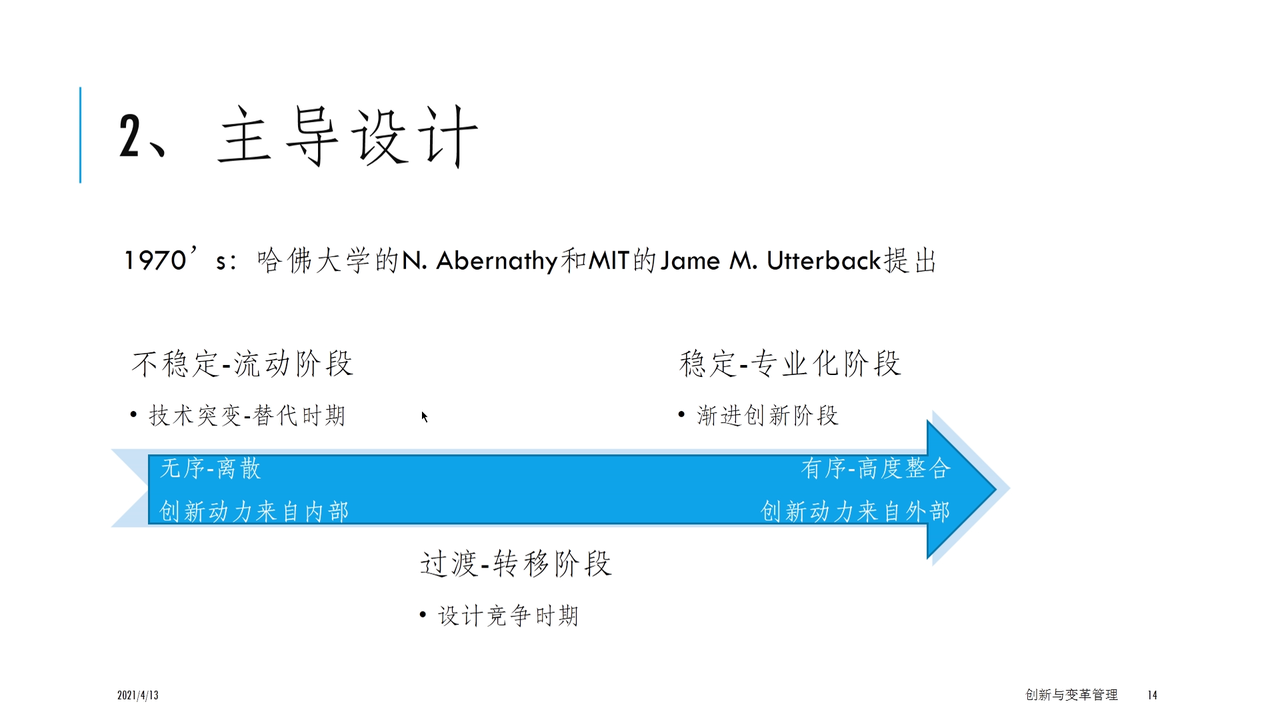 2、主导设计
1970’s：哈佛大学的N. Abernathy和MIT的Jame M. Utterback提出
不稳定-流动阶段
• 技术突变-替代时期
稳定-专业化阶段
• 渐进创新阶段
无序-离散
创新动力来自内部
有序-高度整合
创新动力来自外部
过渡-转移阶段
• 设计竞争时期
2021/4/13
创新与变革管理
14